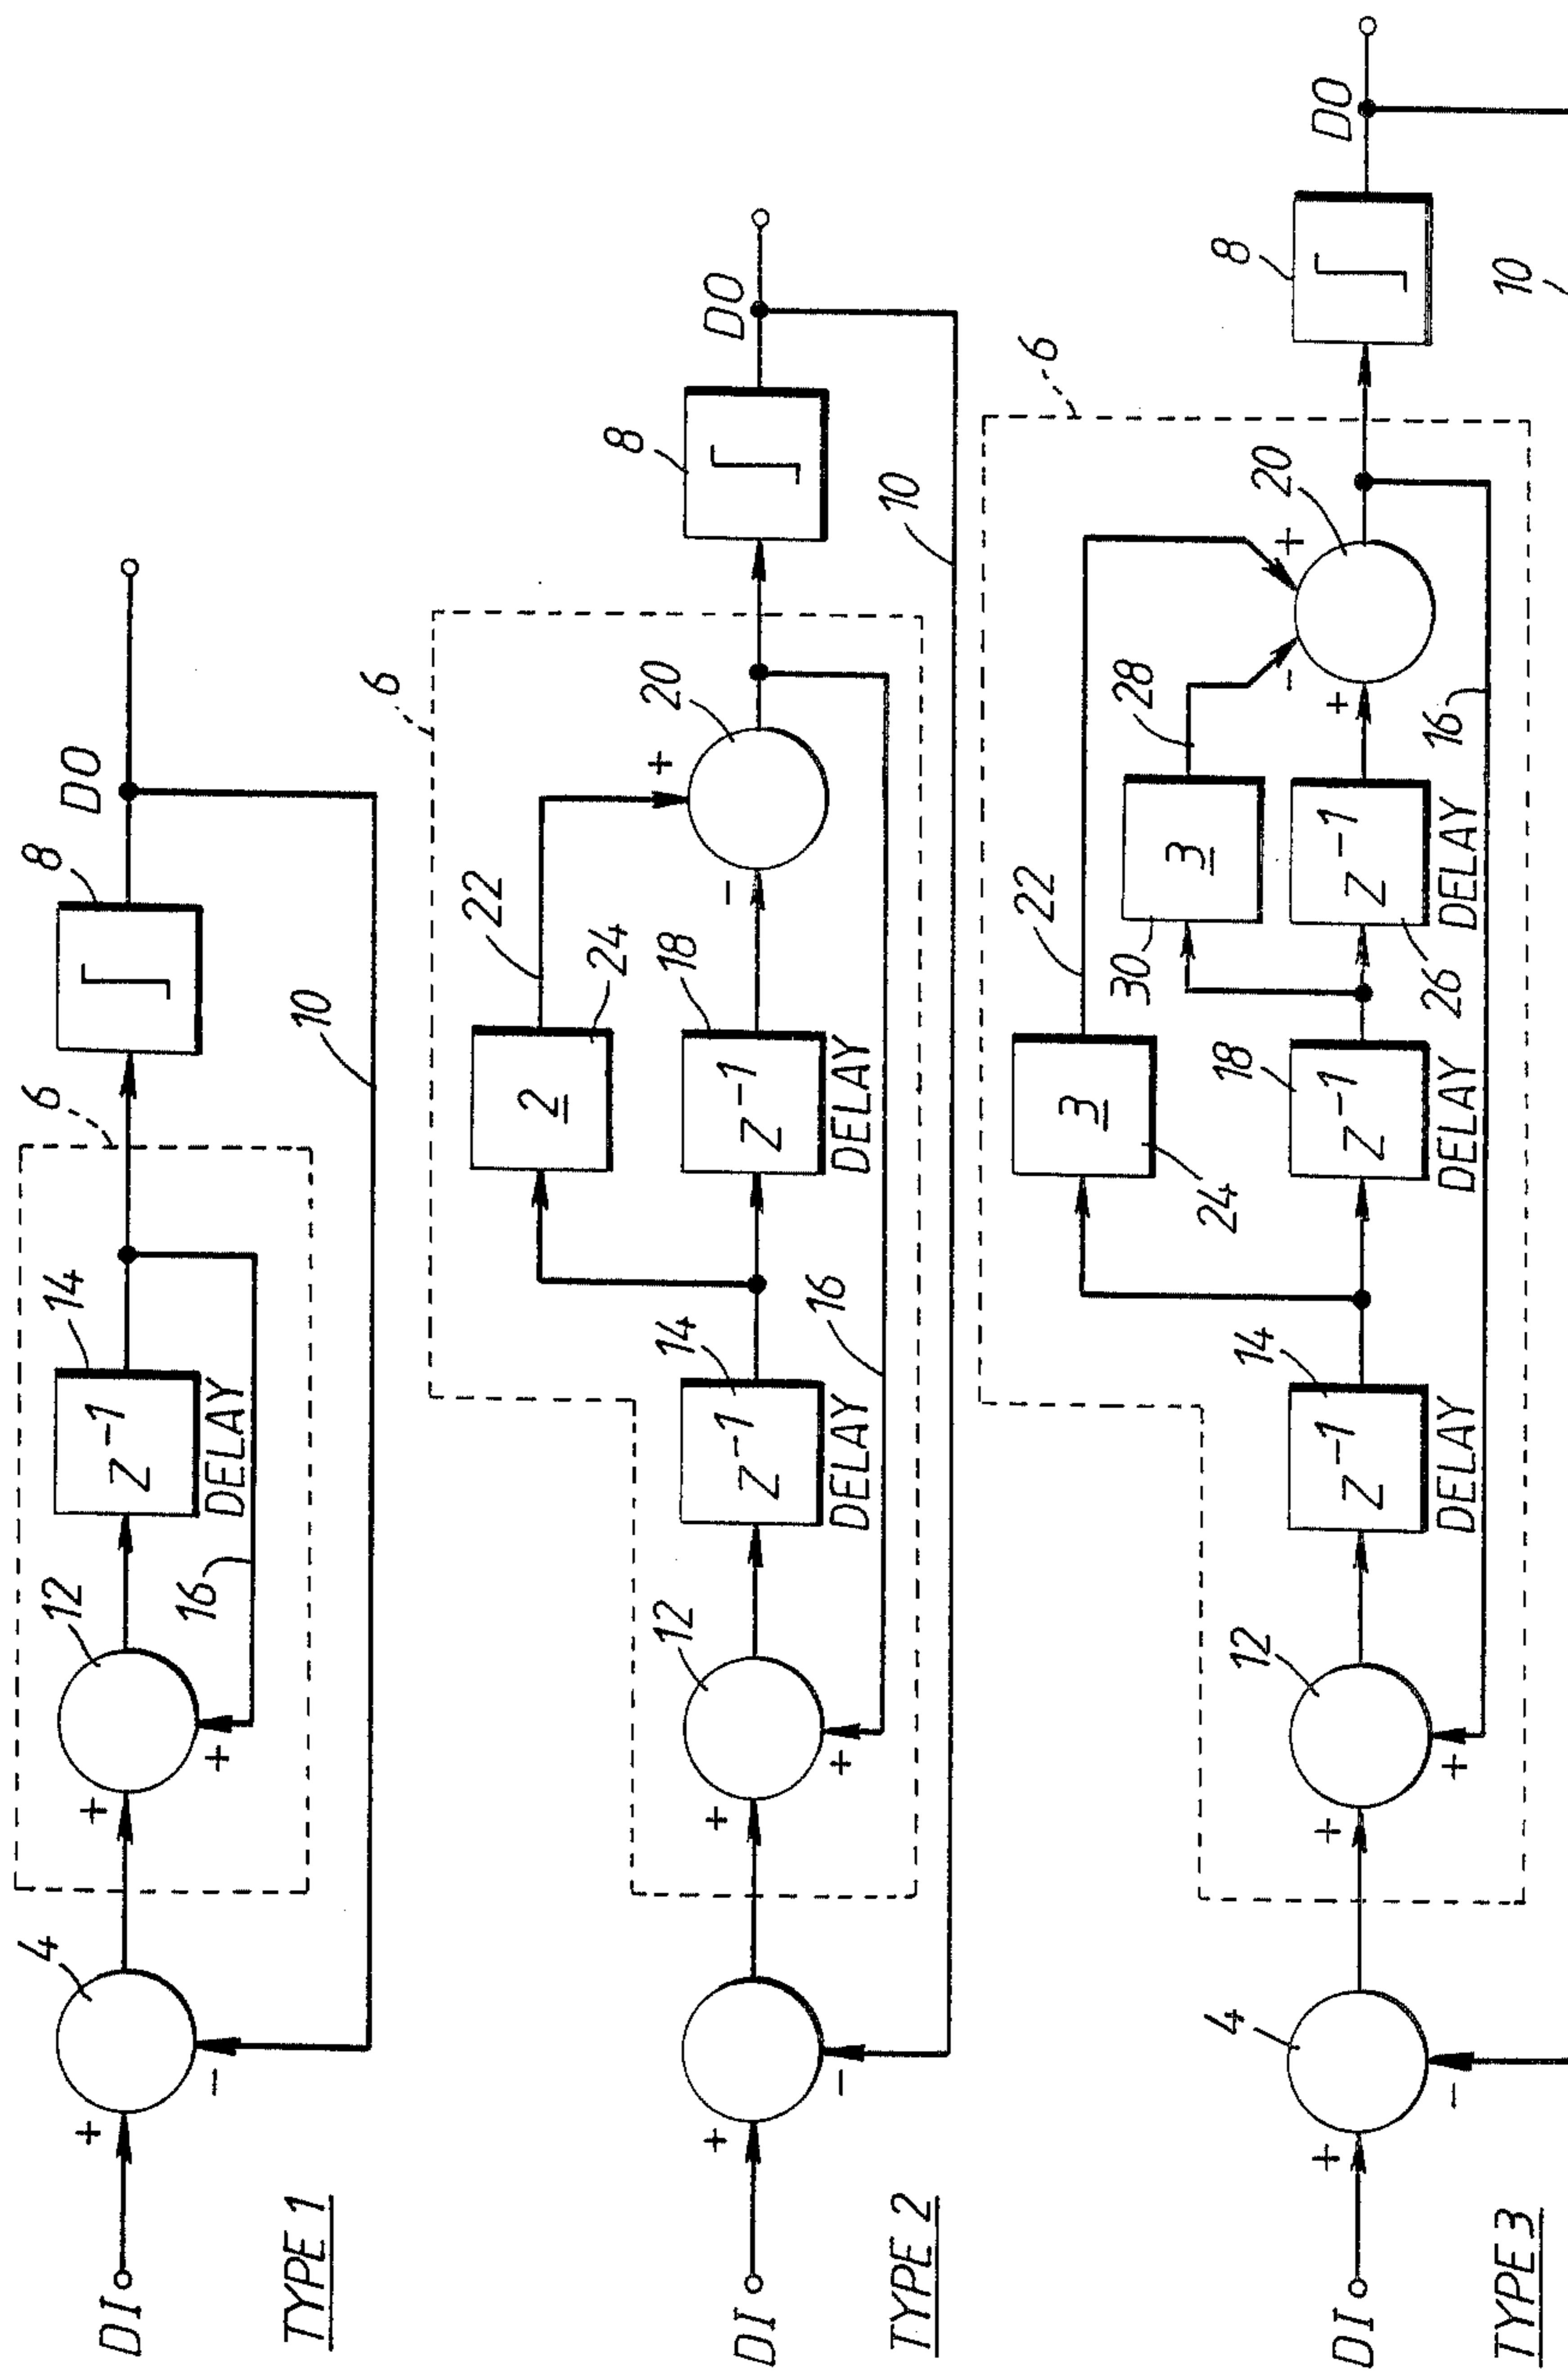 DI
+
4
-
+
12
+
16
z⁻¹
14
DELAY
6
∫
8
DO
10
TYPE 1
DI
+
-
+
12
+
z⁻¹
14
DELAY
16
2
24
22
z⁻¹
18
DELAY
-
+
20
6
∫
8
DO
10
TYPE 2
DI
+
4
-
+
12
+
z⁻¹
14
DELAY
3
24
22
z⁻¹
18
DELAY
3
30
28
z⁻¹
26
DELAY
16
+
-
+
20
6
∫
8
DO
10
TYPE 3